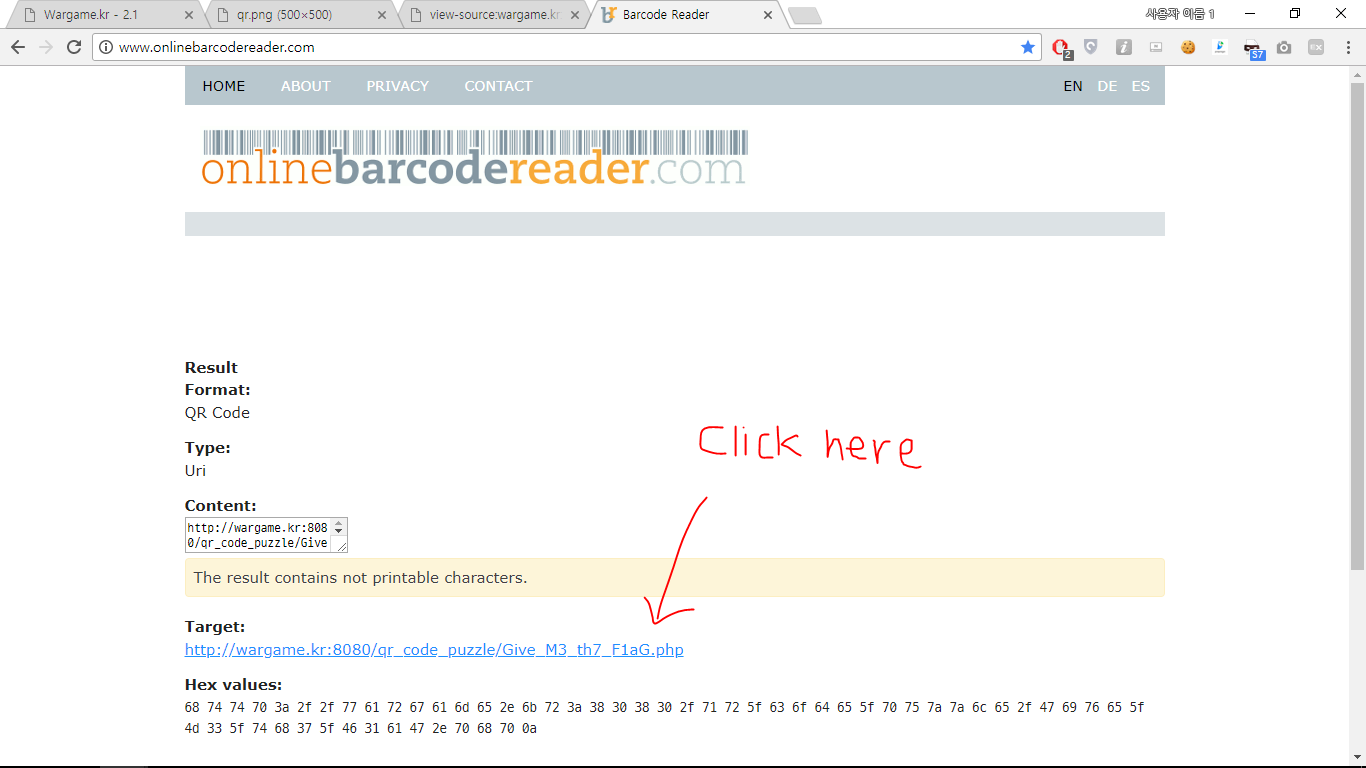 Wargame.kr - 2.1
qr.png (500×500)
view-source:wargame.kr
Barcode Reader
사용자 이름 1
www.onlinebarcodereader.com
2
57
Ex
HOME ABOUT PRIVACY CONTACT EN DE ES
onlinebarcodereader.com
Result
Format:
QR Code
Type:
Uri
Click here
Content:
http://wargame.kr:808
0/qr_code_puzzle/Give
The result contains not printable characters.
Target:
http://wargame.kr:8080/qr_code_puzzle/Give_M3_th7_F1aG.php
Hex values:
68 74 74 70 3a 2f 2f 77 61 72 67 61 6d 65 2e 6b 72 3a 38 30 38 30 2f 71 72 5f 63 6f 64 65 5f 70 75 7a 7a 6c 65 2f 47 69 76 65 5f
4d 33 5f 74 68 37 5f 46 31 61 47 2e 70 68 70 0a